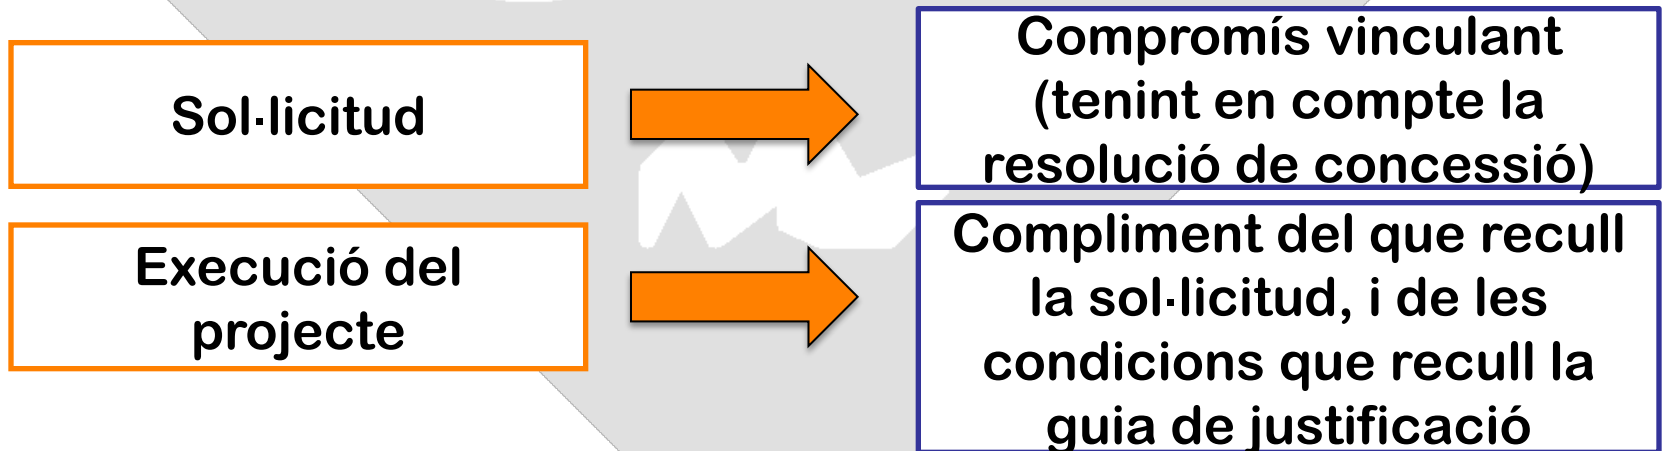 Sol·licitud
Compromís vinculant
(tenint en compte la
resolució de concessió)
Execució del
projecte
Compliment del que recull
la sol·licitud, i de les
condicions que recull la
guia de justificació